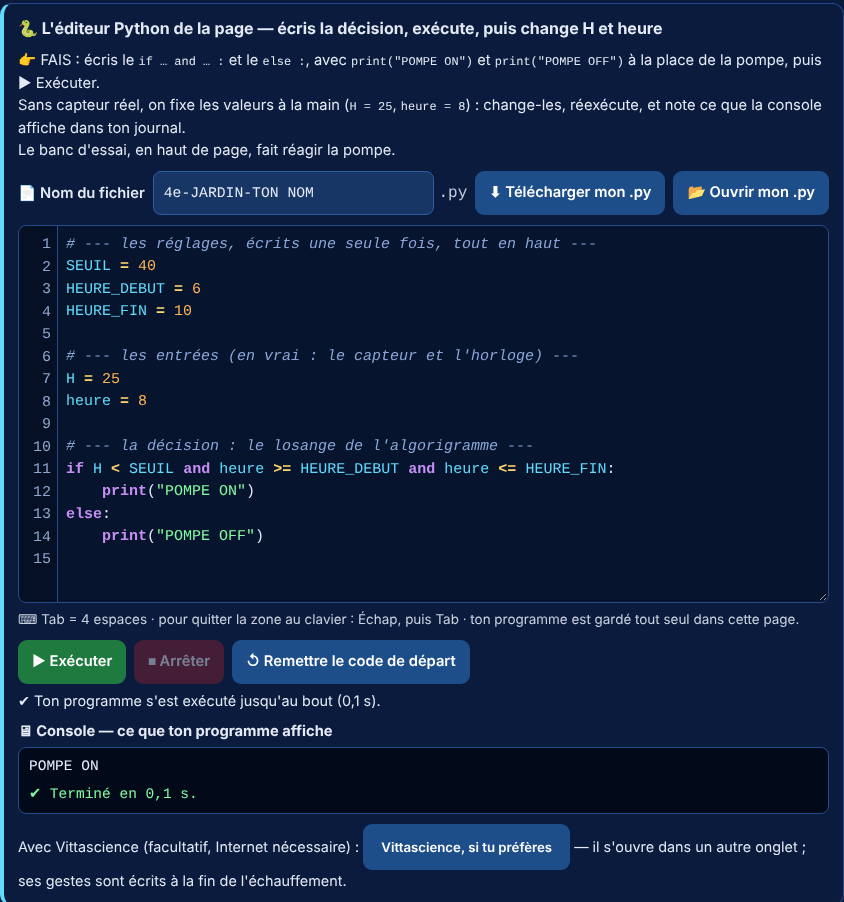 🐍 L'éditeur Python de la page — écris la décision, exécute, puis change H et heure
👉 FAIS : écris le if … and … : et le else :, avec print("POMPE ON") et print("POMPE OFF") à la place de la pompe, puis
▶ Exécuter.
Sans capteur réel, on fixe les valeurs à la main (H = 25, heure = 8) : change-les, réexécute, et note ce que la console
affiche dans ton journal.
Le banc d'essai, en haut de page, fait réagir la pompe.
📄 Nom du fichier 4e-JARDIN-TON NOM .py ⬇ Télécharger mon .py 📂 Ouvrir mon .py
1 # --- les réglages, écrites une seule fois, tout en haut ---
2 SEUIL = 40
3 HEURE_DEBUT = 6
4 HEURE_FIN = 10
5
6 # --- les entrées (en vrai : le capteur et l'horloge) ---
7 H = 25
8 heure = 8
9
10 # --- la décision : le losange de l'algorigramme ---
11 if H < SEUIL and heure >= HEURE_DEBUT and heure <= HEURE_FIN:
12     print("POMPE ON")
13 else:
14     print("POMPE OFF")
15
⌨ Tab = 4 espaces · pour quitter la zone au clavier : Échap, puis Tab · ton programme est gardé tout seul dans cette page.
▶ Exécuter ■ Arrêter ↺ Remettre le code de départ
✔ Ton programme s'est exécuté jusqu'au bout (0,1 s).
🖥 Console — ce que ton programme affiche
POMPE ON
✔ Terminé en 0,1 s.
Avec Vittascience (facultatif, Internet nécessaire) : Vittascience, si tu préfères — il s'ouvre dans un autre onglet ;
ses gestes sont écrits à la fin de l'échauffement.